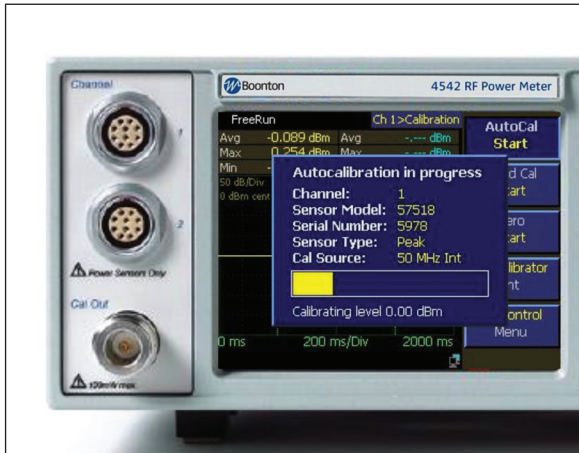 Channel
1
2
Power Sensors Only
Cal Out
100mW max
Boonton
4542 RF Power Meter
FreeRun
Ch 1>Calibration
Avg -0.089 dBm Avg -.--- dBm
Max 0.254 dBm Max -.--- dBm
Min
50 dB/Div
0 dBm cent
Autocalibration in progress
Channel: 1
Sensor Model: 57518
Serial Number: 5978
Sensor Type: Peak
Cal Source: 50 MHz Int
Calibrating level 0.00 dBm
0 ms 200 ms/Div 2000 ms
AutoCal
Start
Cal
Menu